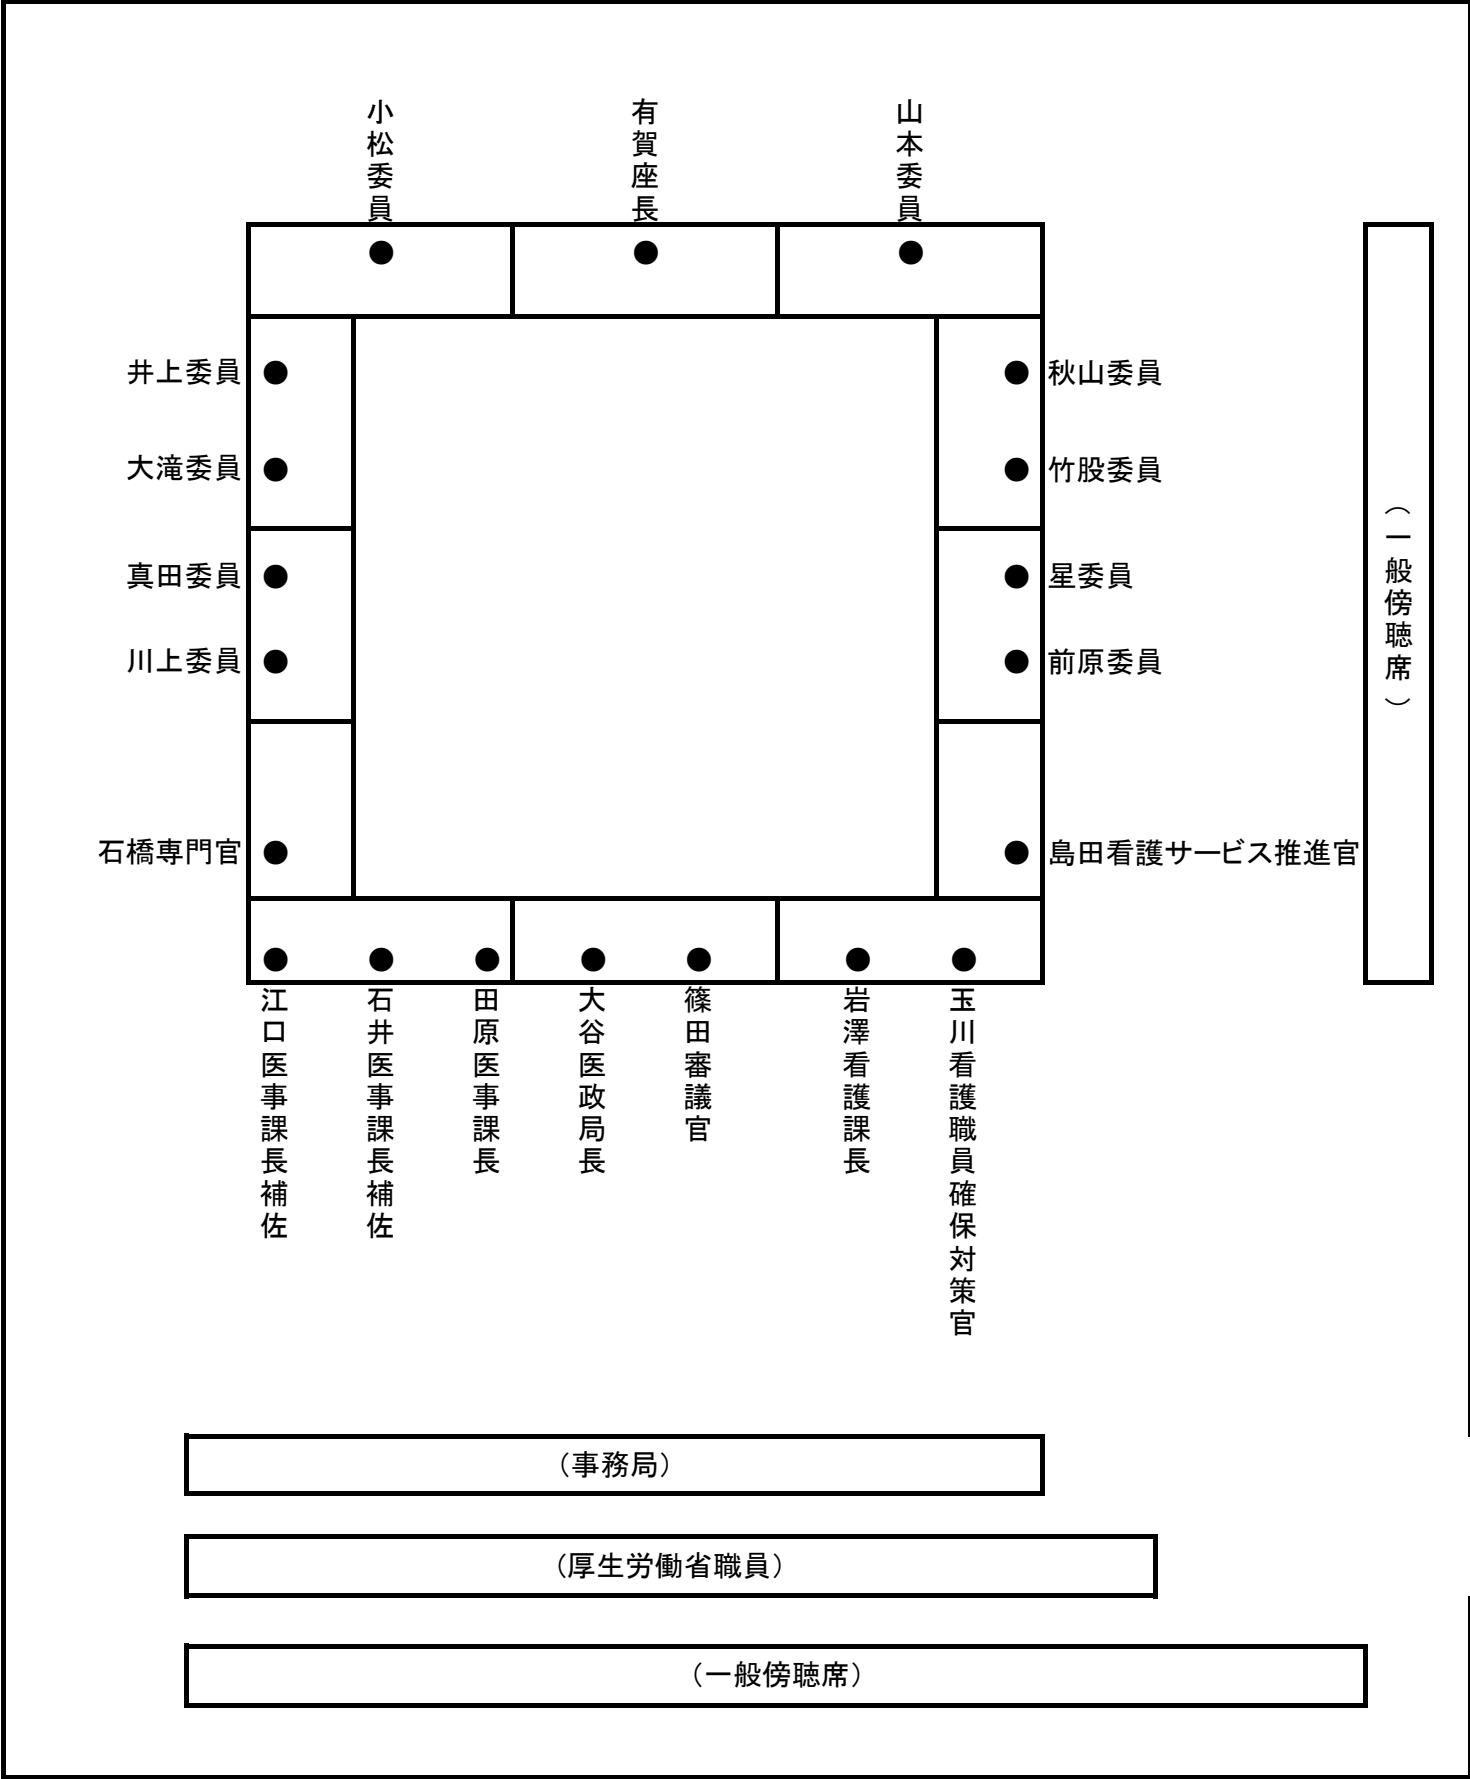 小松委員
有賀座長
山本委員
井上委員
秋山委員
大滝委員
竹股委員
真田委員
星委員
川上委員
前原委員
石橋専門官
島田看護サービス推進官
(一般傍聴席)
江口医事課長補佐
石井医事課長補佐
田原医事課長
大谷医政局長
篠田審議官
岩澤看護課長
玉川看護職員確保対策官
(事務局)
(厚生労働省職員)
(一般傍聴席)